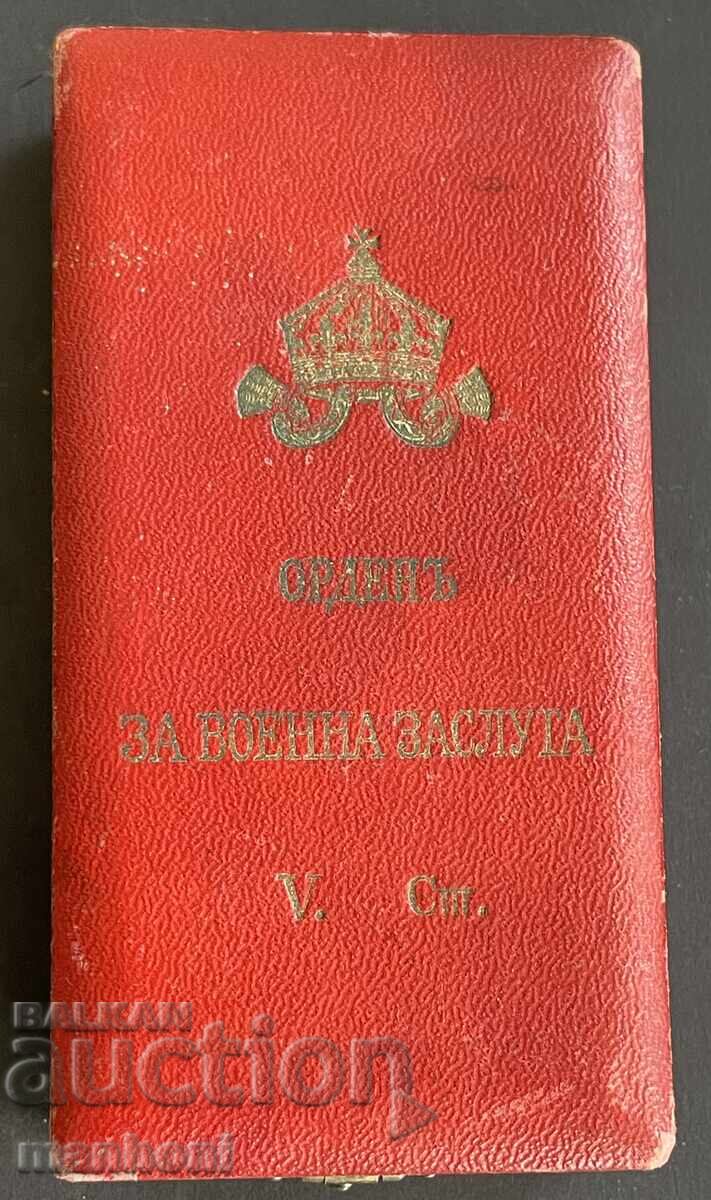 ОРДЕНЪ
ЗА ВОЕННА ЗАСЛУГА
V. Ст.
BALKAN
auction
manhoni